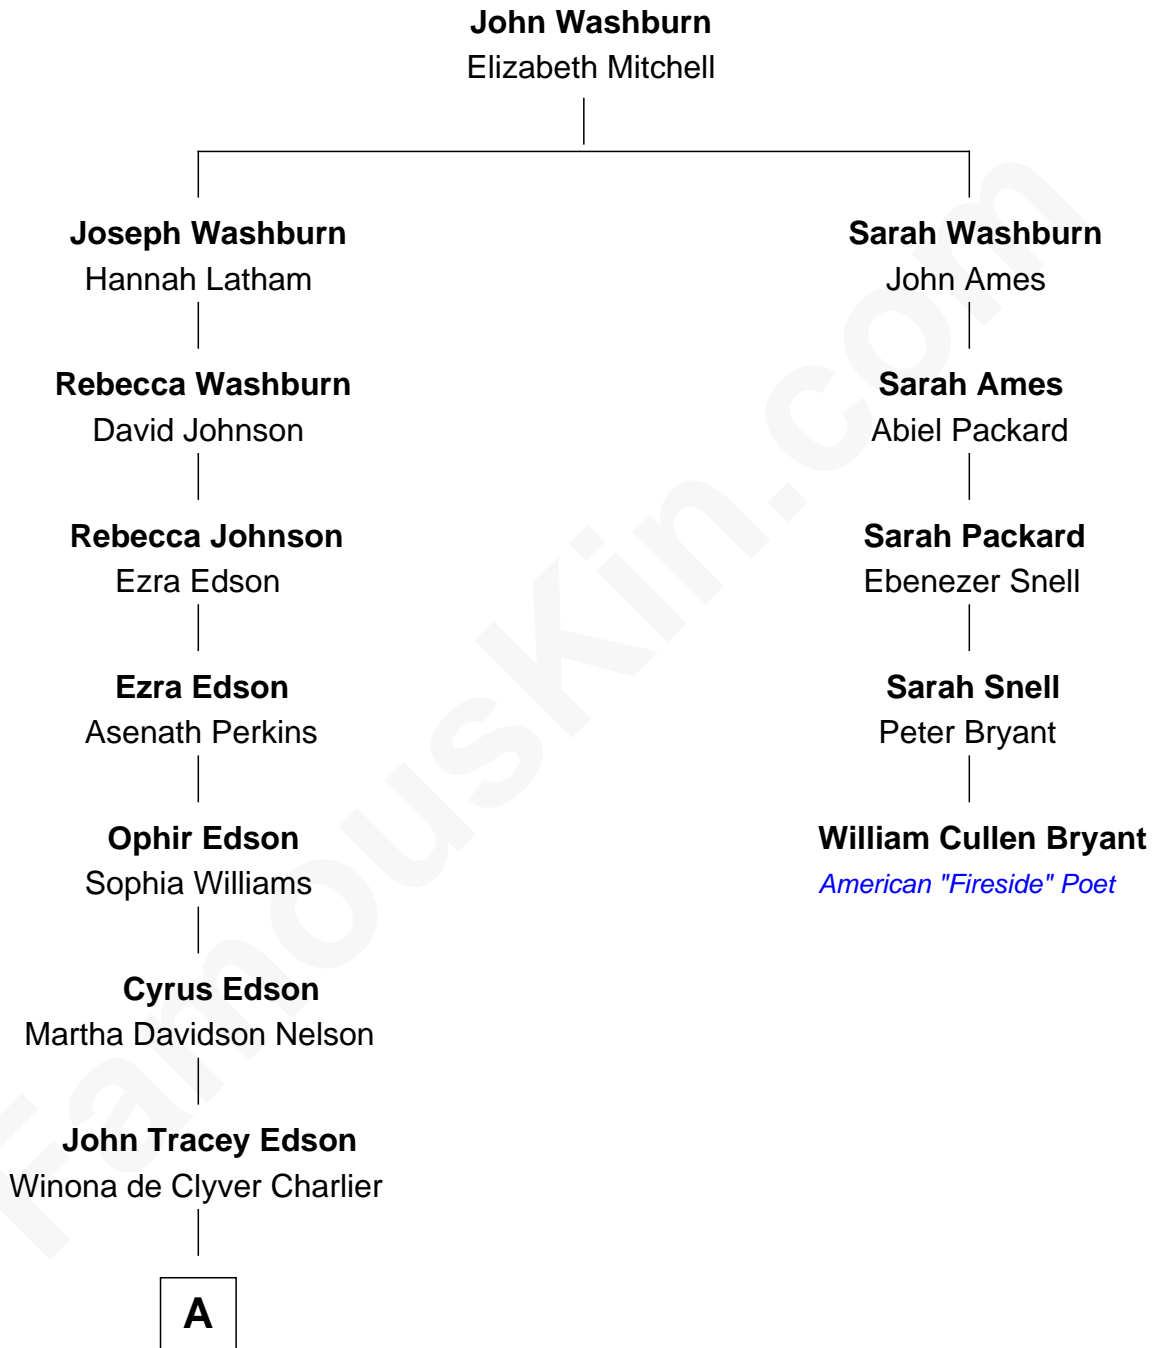 John Washburn
Elizabeth Mitchell
Joseph Washburn
Hannah Latham
Rebecca Washburn
David Johnson
Rebecca Johnson
Ezra Edson
Ezra Edson
Asenath Perkins
Ophir Edson
Sophia Williams
Cyrus Edson
Martha Davidson Nelson
John Tracey Edson
Winona de Clyver Charlier
A
Sarah Washburn
John Ames
Sarah Ames
Abiel Packard
Sarah Packard
Ebenezer Snell
Sarah Snell
Peter Bryant
William Cullen Bryant
American "Fireside" Poet
FamousKin.com